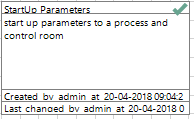 StartUp Parameters
start up parameters to a process and
control room
Created by admin at 20-04-2018 09:04:2
Last changed by admin at 20-04-2018 0